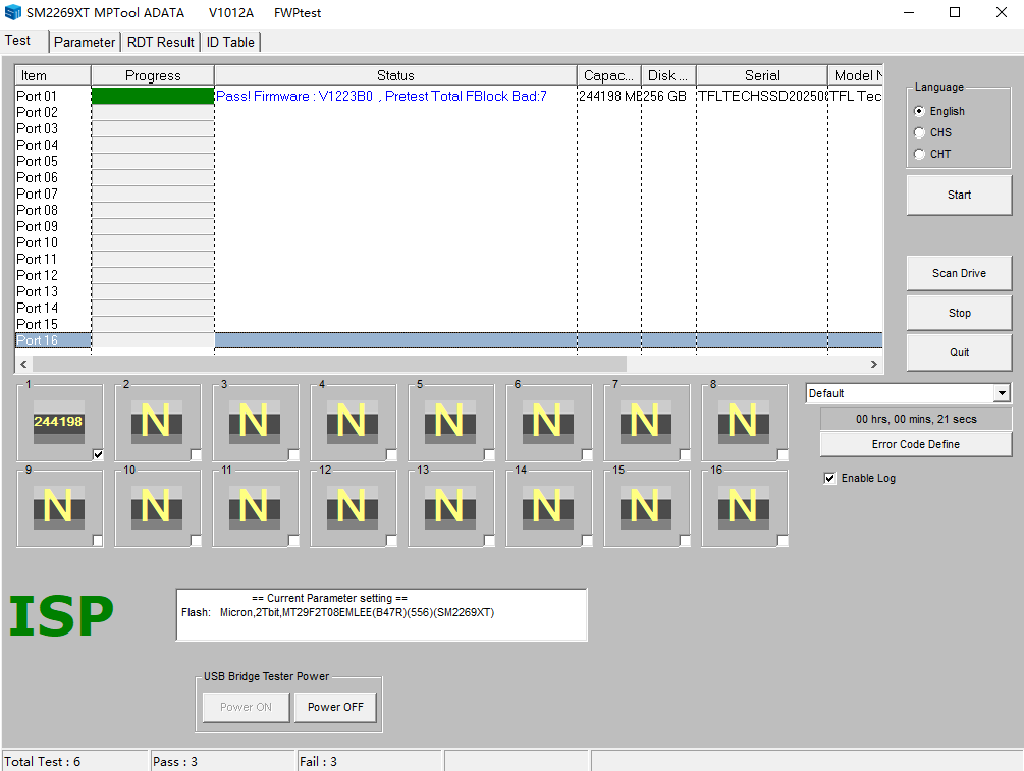 SM2269XT MPTool ADATA V1012A FWPtest
Test Parameter RDT Result ID Table
Item Progress Status Capac... Disk ... Serial Model N
Port 01 Pass! Firmware : V1223B0 , Pretest Total FBlock Bad:7 244198 MB 256 GB TFLTECHSSD20250 TFL Tec
Port 02
Port 03
Port 04
Port 05
Port 06
Port 07
Port 08
Port 09
Port 10
Port 11
Port 12
Port 13
Port 14
Port 15
Port 16
Language
English
CHS
CHT
Start
Scan Drive
Stop
Quit
1 2 3 4 5 6 7 8
244198 N N N N N N N
9 10 11 12 13 14 15 16
N N N N N N N N
Default
00 hrs, 00 mins, 21 secs
Error Code Define
Enable Log
ISP
== Current Parameter setting ==
Flash: Micron,2Tbit,MT29F2T08EMLEE(B47R)(556)(SM2269XT)
USB Bridge Tester Power
Power ON Power OFF
Total Test : 6 Pass : 3 Fail : 3